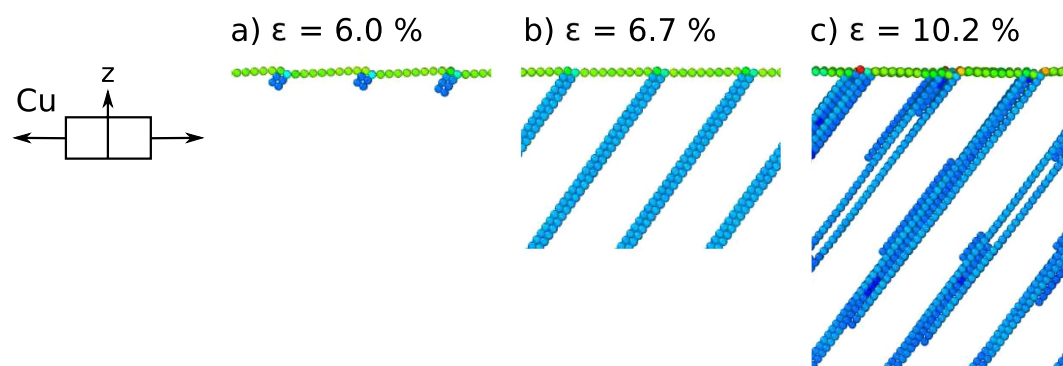 a) ε = 6.0 %
b) ε = 6.7 %
c) ε = 10.2 %
z
Cu